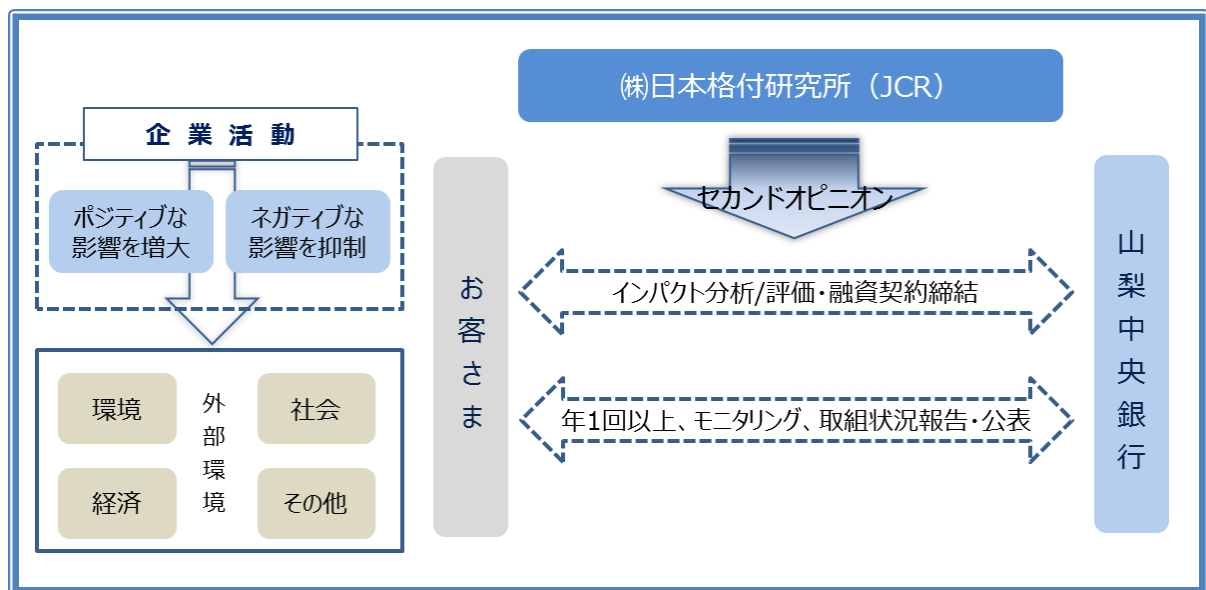 ㈱日本格付研究所（JCR）
企業活動
ポジティブな
影響を増大
ネガティブな
影響を抑制
環境
社会
外部環境
経済
その他
お客さま
セカンドオピニオン
インパクト分析/評価・融資契約締結
年1回以上、モニタリング、取組状況報告・公表
山梨中央銀行